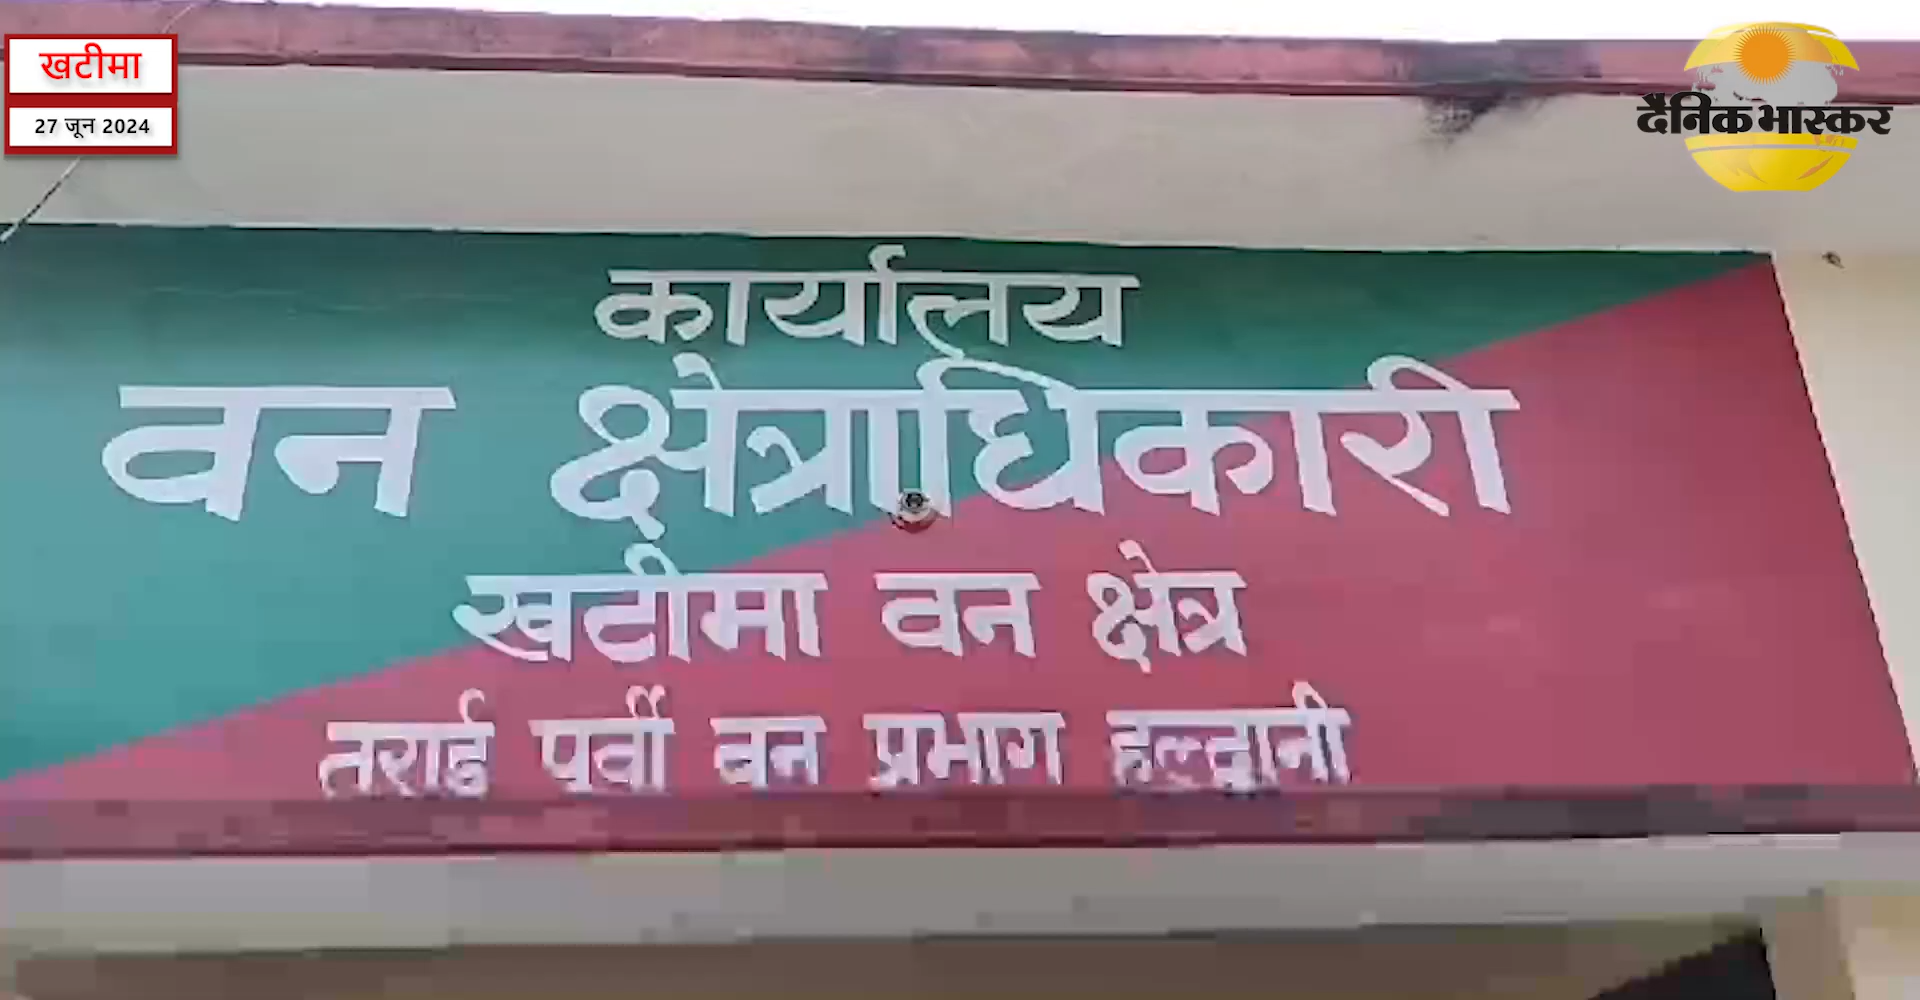 खटीमा
27 जून 2024
दैनिक भास्कर
कार्यालय
वन क्षेत्राधिकारी
खटीमा वन क्षेत्र
तराई पूर्वी वन प्रभाग हल्द्वानी